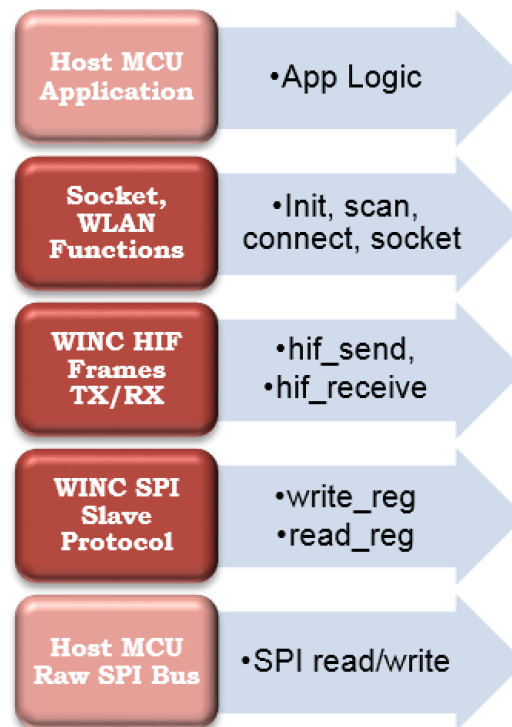 Host MCU
Application
•App Logic
Socket,
WLAN
Functions
•Init, scan,
connect, socket
WINC HIF
Frames
TX/RX
•hif_send,
•hif_receive
WINC SPI
Slave
Protocol
•write_reg
•read_reg
Host MCU
Raw SPI Bus
•SPI read/write